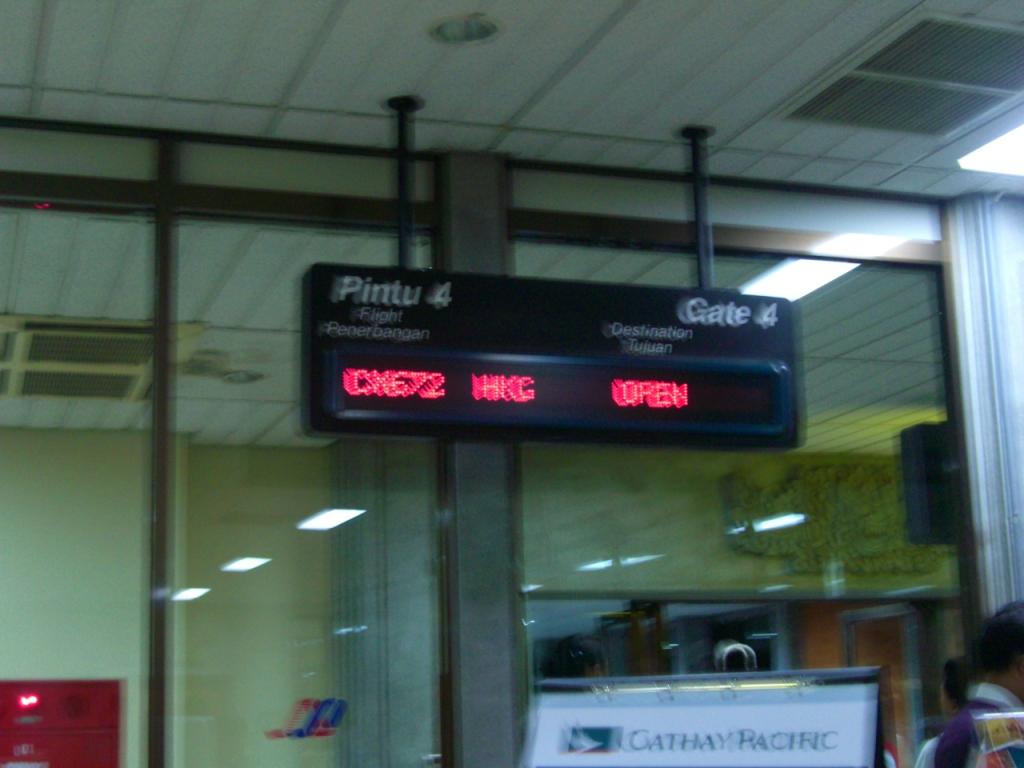 Pintu 4
Gate 4
Flight
Penerbangan
Destination
Tujuan
CX672 HKG OPEN
CATHAY PACIFIC